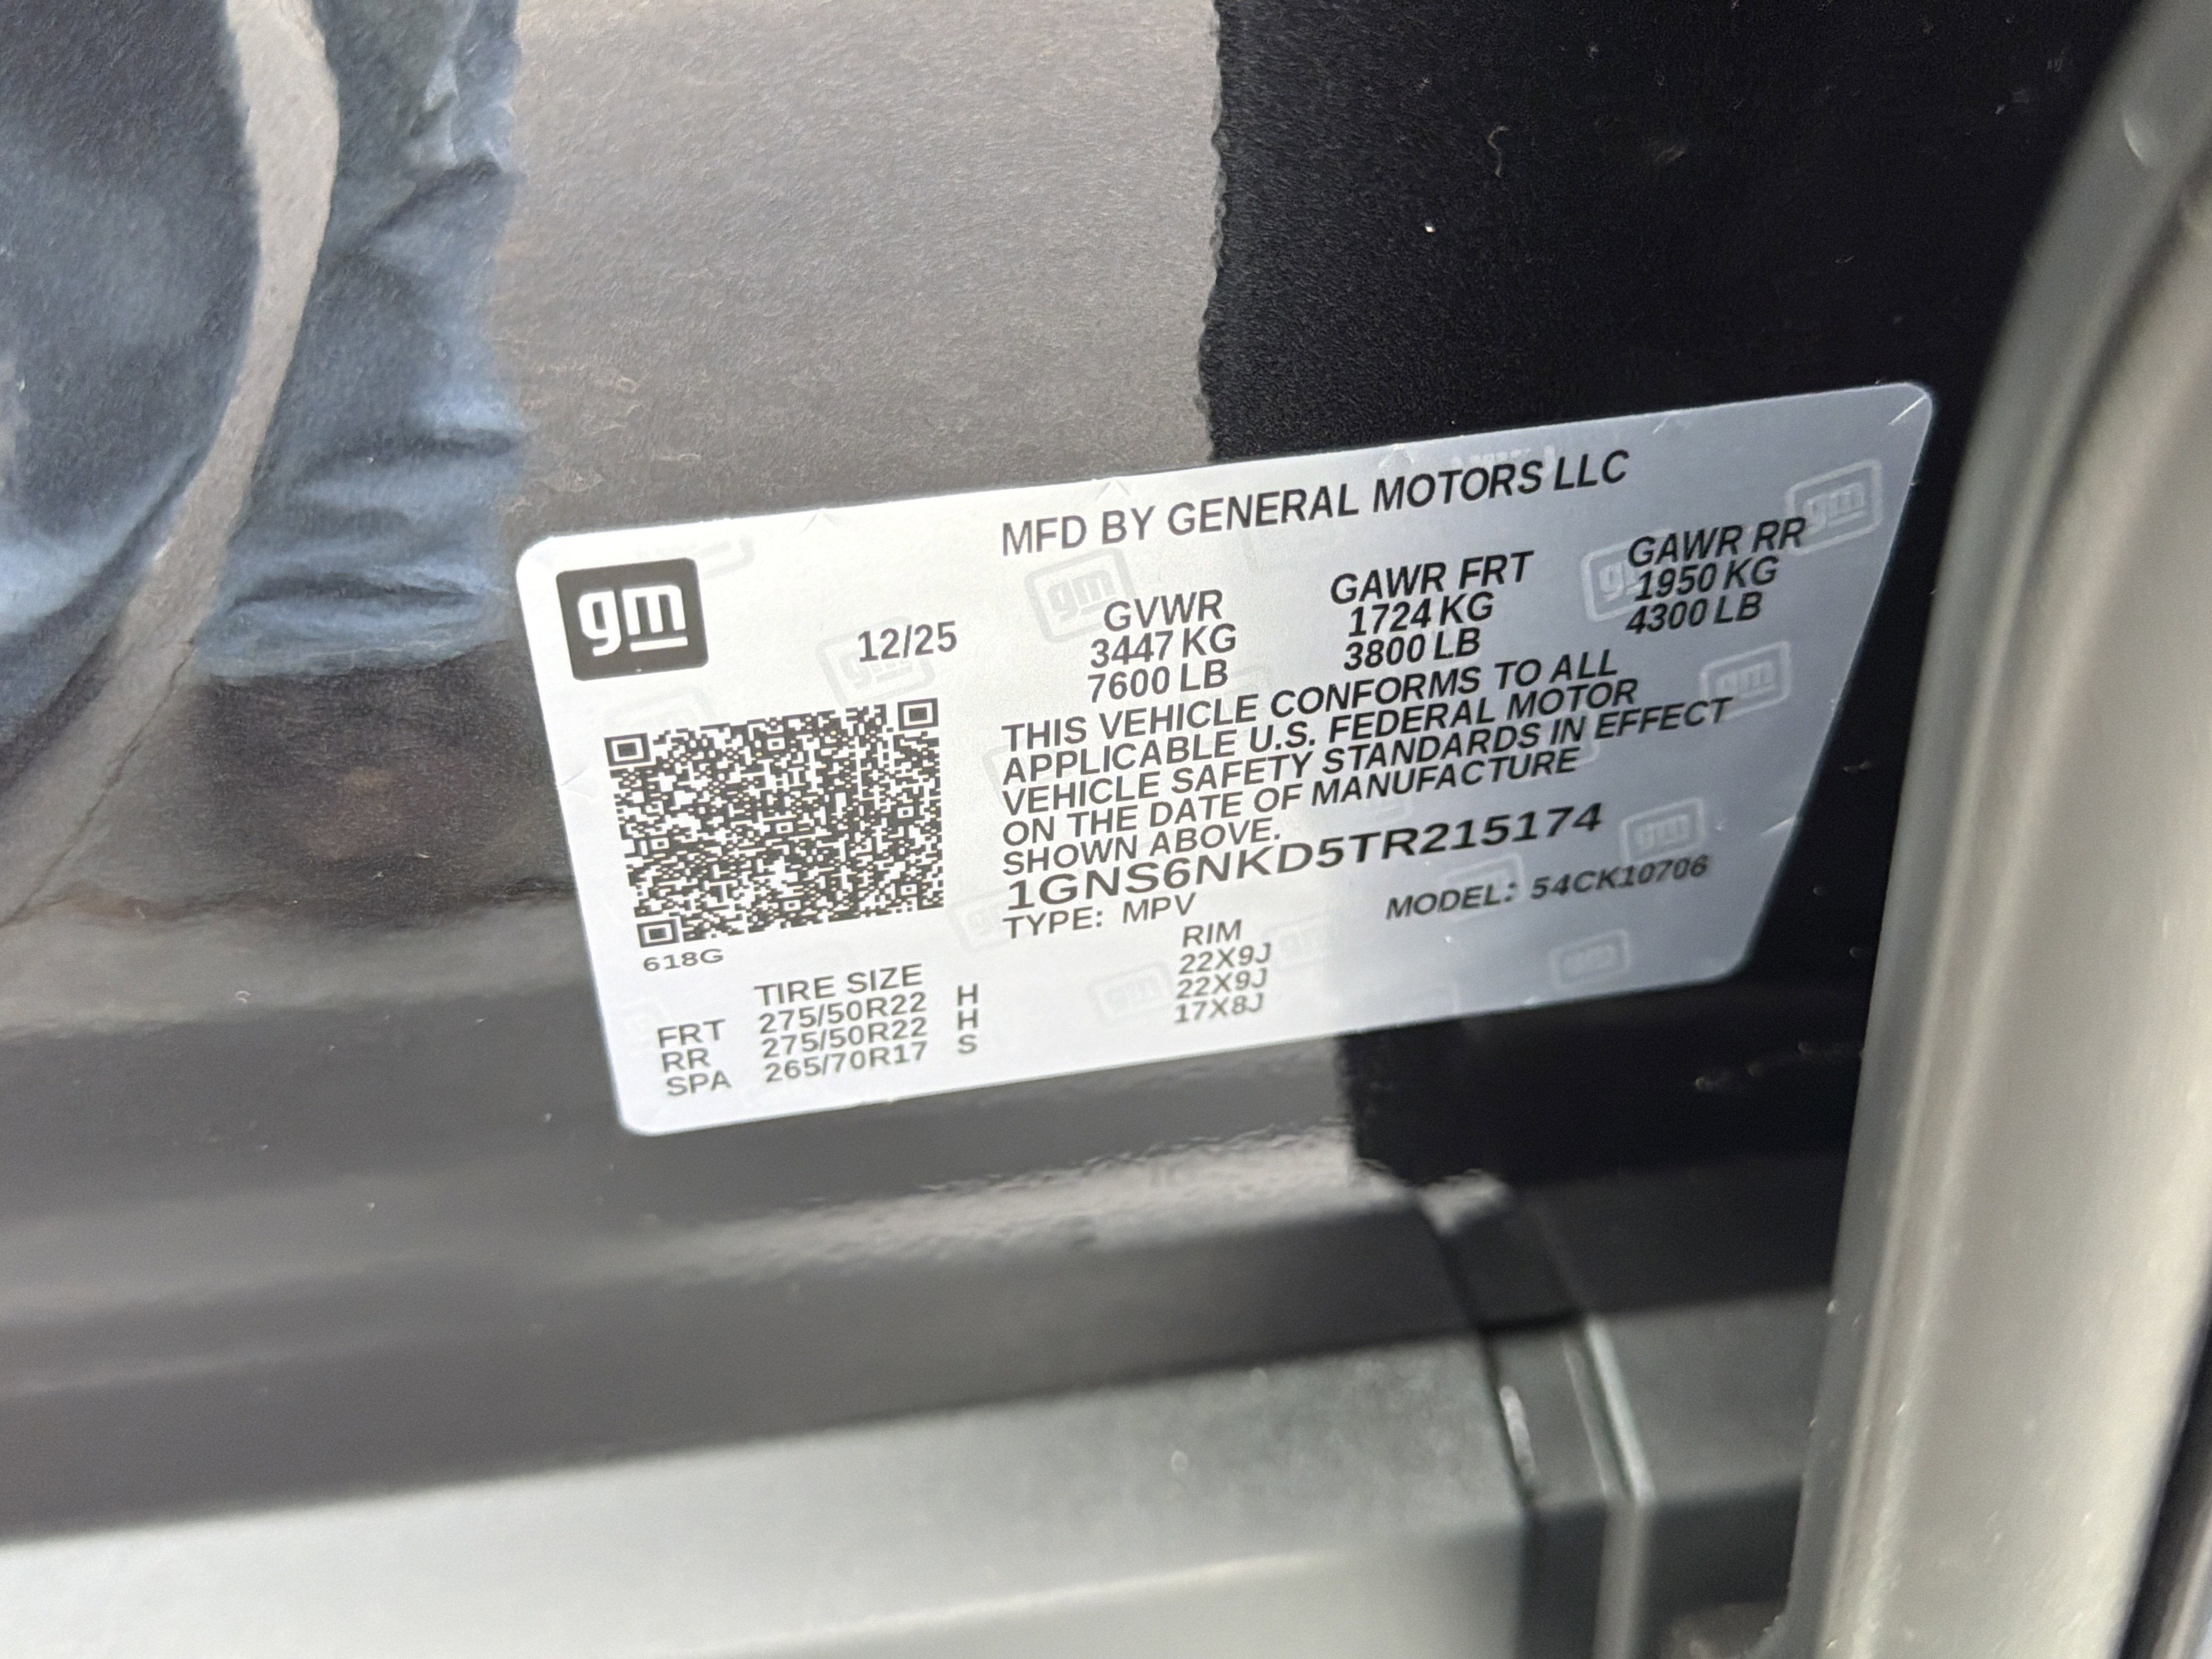 MFD BY GENERAL MOTORS LLC
gm
12/25
GVWR
3447 KG
7600 LB
GAWR FRT
1724 KG
3800 LB
GAWR RR
1950 KG
4300 LB
THIS VEHICLE CONFORMS TO ALL
APPLICABLE U.S. FEDERAL MOTOR
VEHICLE SAFETY STANDARDS IN EFFECT
ON THE DATE OF MANUFACTURE
SHOWN ABOVE.
1GNS6NKD5TR215174
TYPE: MPV MODEL: 54CK10706
618G
TIRE SIZE RIM
FRT 275/50R22 H 22X9J
RR 275/50R22 H 22X9J
SPA 265/70R17 S 17X8J